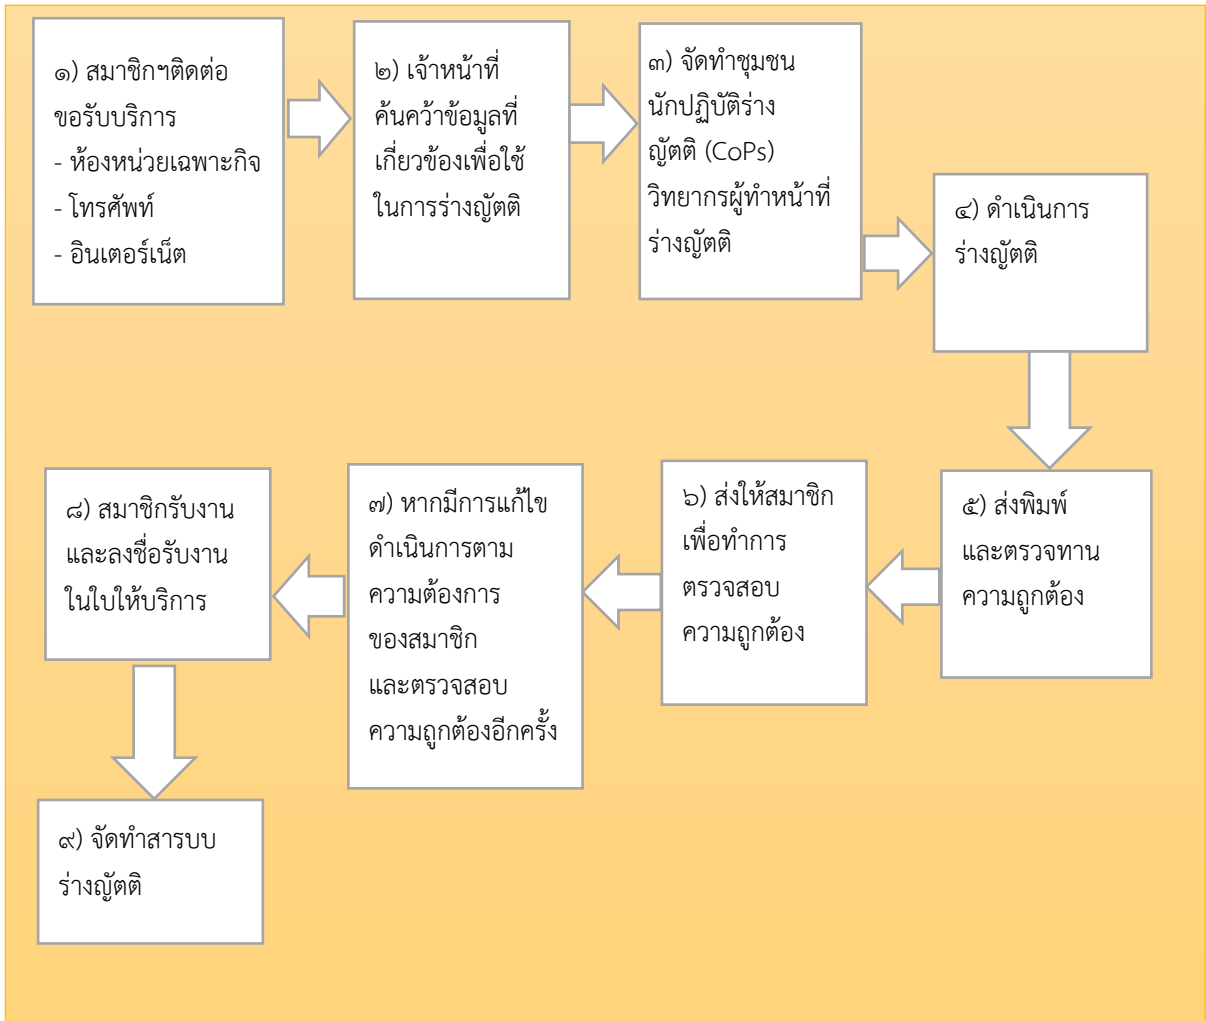 ๑) สมาชิกฯติดต่อ
ขอรับบริการ
- ห้องหน่วยเฉพาะกิจ
- โทรศัพท์
- อินเตอร์เน็ต
๒) เจ้าหน้าที่
ค้นคว้าข้อมูลที่
เกี่ยวข้องเพื่อใช้
ในการร่างญัตติ
๓) จัดทำชุมชน
นักปฏิบัติร่าง
ญัตติ (CoPs)
วิทยากรผู้ทำหน้าที่
ร่างญัตติ
๔) ดำเนินการ
ร่างญัตติ
๕) ส่งพิมพ์
และตรวจทาน
ความถูกต้อง
๖) ส่งให้สมาชิก
เพื่อทำการ
ตรวจสอบ
ความถูกต้อง
๗) หากมีการแก้ไข
ดำเนินการตาม
ความต้องการ
ของสมาชิก
และตรวจสอบ
ความถูกต้องอีกครั้ง
๘) สมาชิกรับงาน
และลงชื่อรับงาน
ในใบให้บริการ
๙) จัดทำสารบบ
ร่างญัตติ